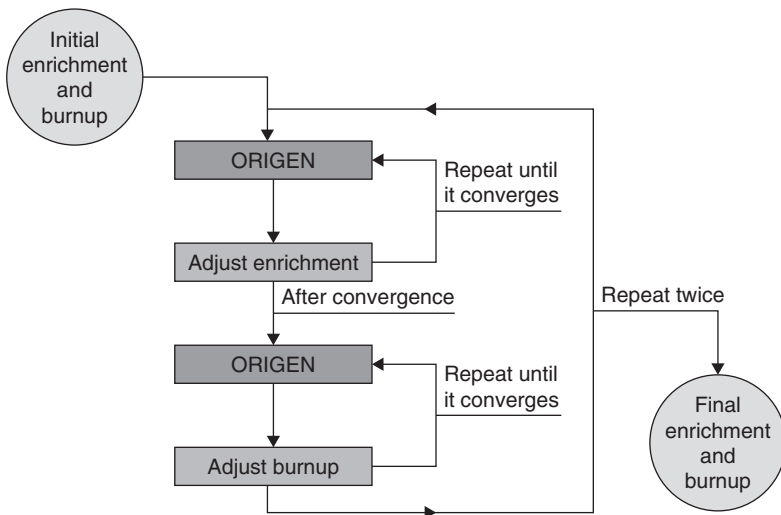 Initial
enrichment
and
burnup
ORIGEN
Repeat until
it converges
Adjust enrichment
After convergence
Repeat twice
ORIGEN
Repeat until
it converges
Adjust burnup
Final
enrichment
and
burnup